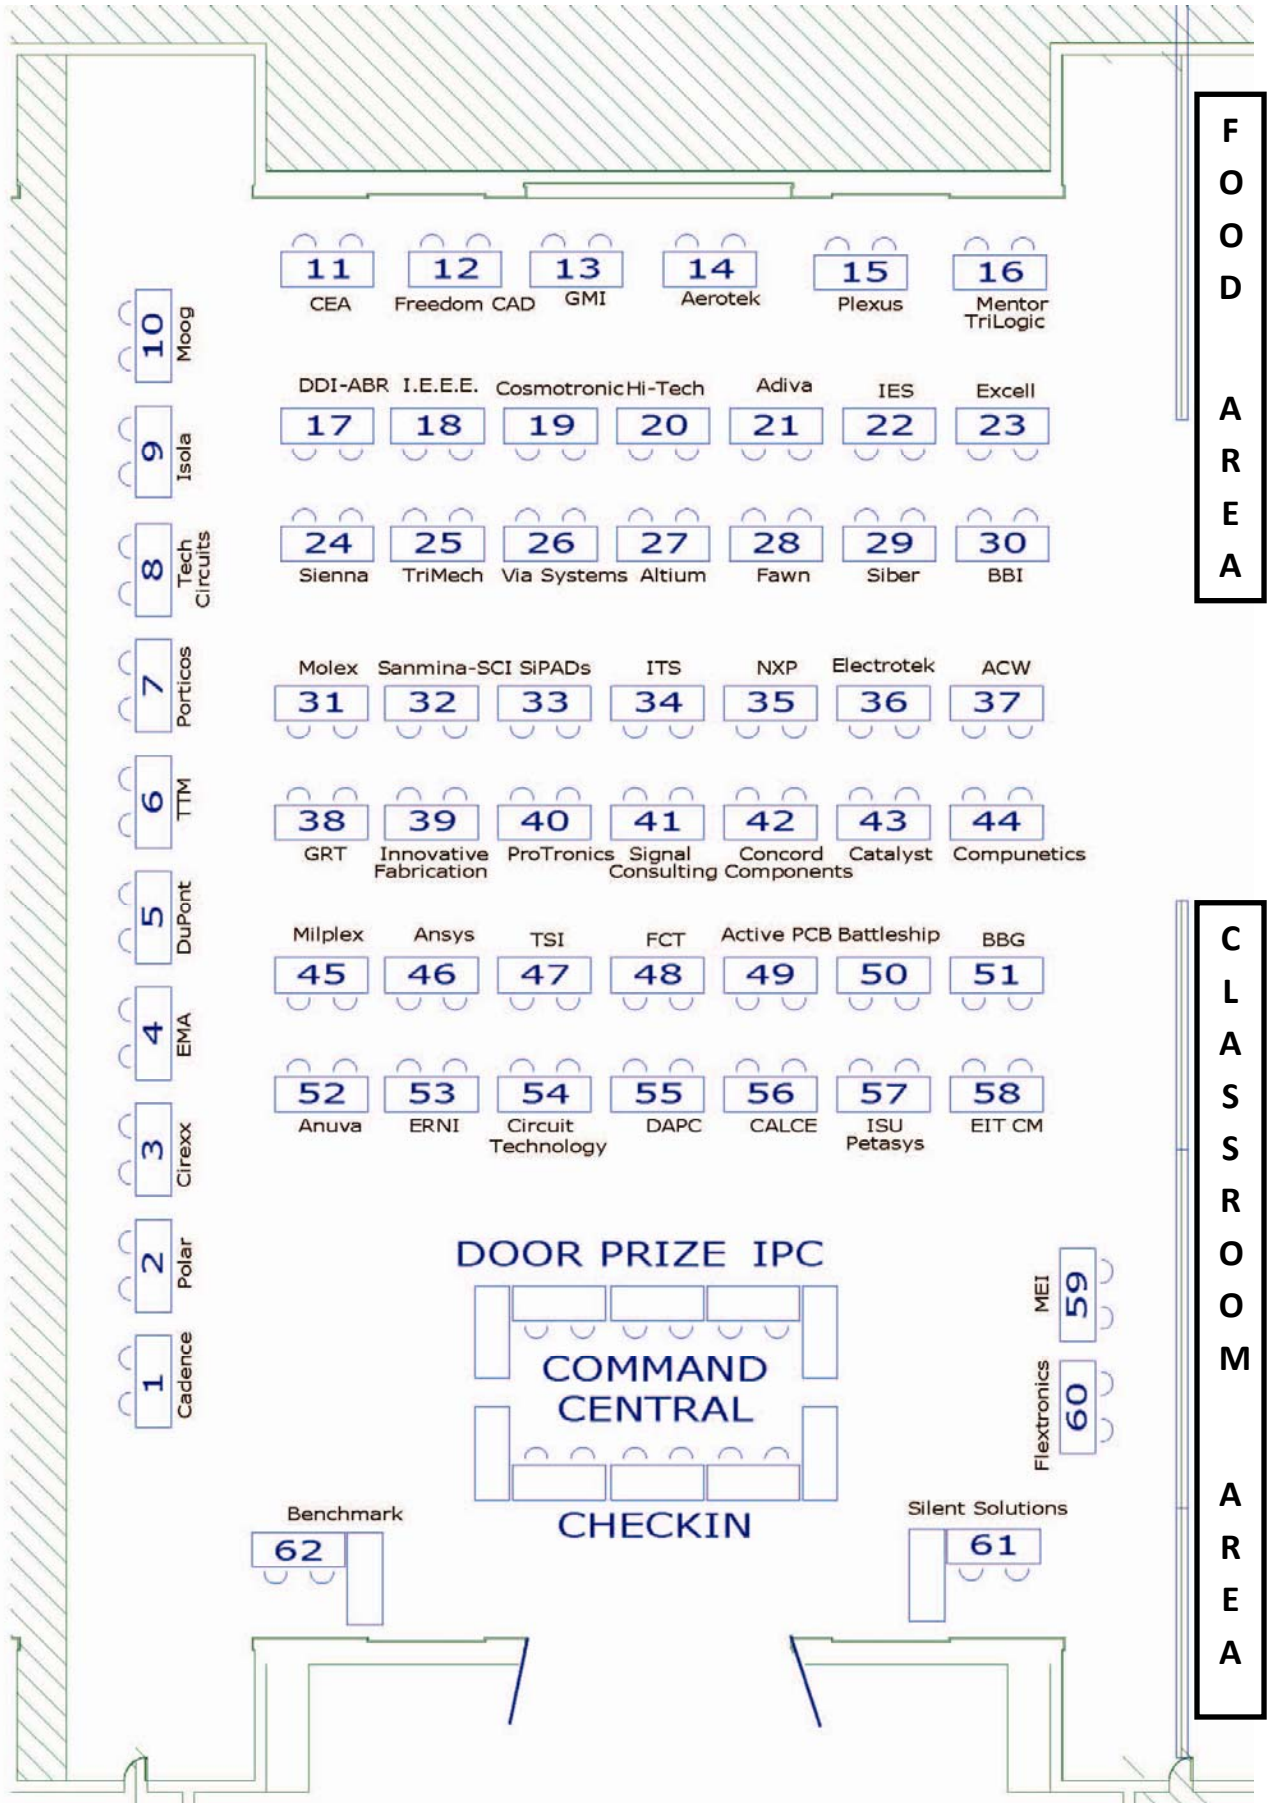 FOOD AREA
11 12 13 14 15 16
CEA Freedom CAD GMI Aerotek Plexus Mentor
TriLogic
10 Moog
DDI-ABR I.E.E.E. Cosmotronic Hi-Tech Adiva IES Excell
17 18 19 20 21 22 23
9 Isola
24 25 26 27 28 29 30
Sienna TriMech Via Systems Altium Fawn Siber BBI
8 Tech
Circuits
Molex Sanmina-SCI SiPADs ITS NXP Electrotek ACW
31 32 33 34 35 36 37
7 Porticos
38 39 40 41 42 43 44
GRT Innovative ProTronics Signal Concord Catalyst Compunetics
Fabrication Consulting Components
6 TTM
5 DuPont
CLASSROOM AREA
Milplex Ansys TSI FCT Active PCB Battleship BBG
45 46 47 48 49 50 51
4 EMA
52 53 54 55 56 57 58
Anuva ERNI Circuit DAPC CALCE ISU EIT CM
Technology Petasys
3 Cirexx
2 Polar
DOOR PRIZE IPC
MEI 59
1 Cadence
COMMAND
CENTRAL
Flextronics 60
CHECKIN
Benchmark
62
Silent Solutions
61